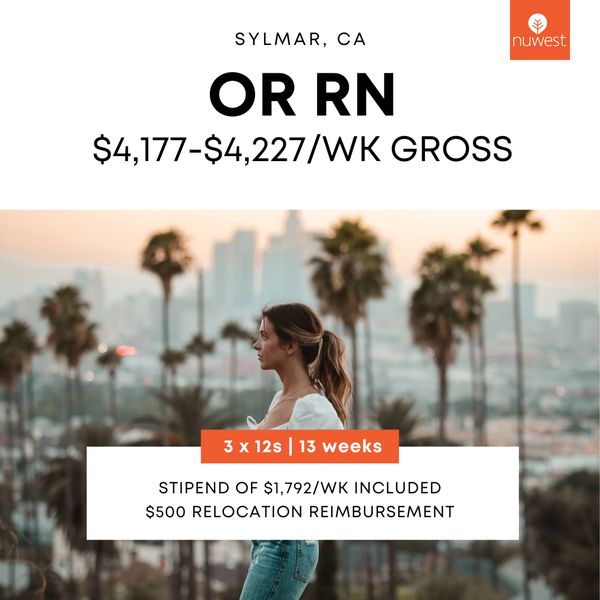 SYLMAR, CA
nuwest
OR RN
$4,177-$4,227/WK GROSS
3 x 12s | 13 weeks
STIPEND OF $1,792/WK INCLUDED
$500 RELOCATION REIMBURSEMENT